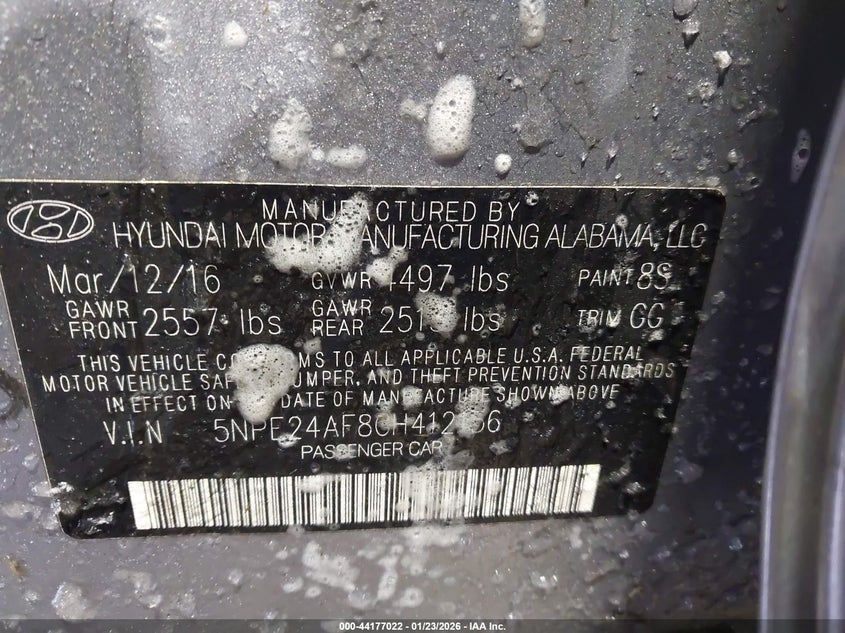 MANUFACTURED BY
HYUNDAI MOTOR MANUFACTURING ALABAMA, LLC
Mar/12/16 GVWR lbs PAINT 8S
GAWR FRONT 2557 lbs GAWR REAR lbs TRIM GG
THIS VEHICLE TO ALL APPLICABLE U.S.A. FEDERAL
MOTOR VEHICLE AND THEFT PREVENTION STANDARDS
IN EFFECT ON DATE OF MANUFACTURE SHOWN ABOVE
V.I.N
PASSENGER CAR
000-44177022 - 01/23/2026 - IAA Inc.